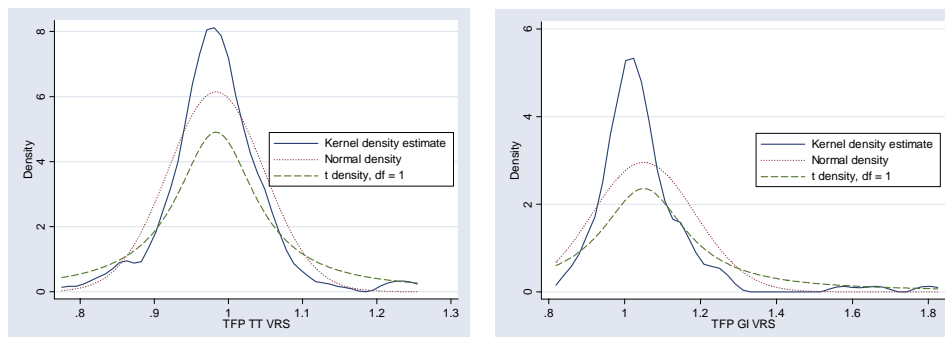 Density
8
6
4
2
0
Kernel density estimate
Normal density
t density, df = 1
.8
.9
1
1.1
1.2
1.3
TFP TT VRS
Density
6
4
2
0
Kernel density estimate
Normal density
t density, df = 1
.8
1
1.2
1.4
1.6
1.8
TFP GI VRS